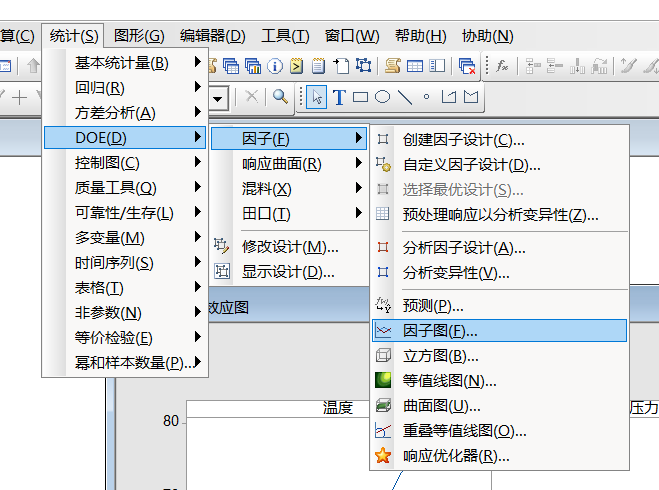 算(C) 统计(S) 图形(G) 编辑器(D) 工具(T) 窗口(W) 帮助(H) 协助(N)
基本统计量(B)
回归(R)
方差分析(A)
DOE(D)
控制图(C)
质量工具(Q)
可靠性/生存(L)
多变量(M)
时间序列(S)
表格(T)
非参数(N)
等价检验(E)
幂和样本数量(P)...
因子(F)
响应曲面(R)
混料(X)
田口(T)
修改设计(M)...
显示设计(D)...
创建因子设计(C)...
自定义因子设计(D)...
选择最优设计(S)...
预处理响应以分析变异性(Z)...
分析因子设计(A)...
分析变异性(V)...
预测(P)...
因子图(F)...
立方图(B)...
等值线图(N)...
曲面图(U)...
重叠等值线图(O)...
响应优化器(R)...
效应图
温度
压力
80